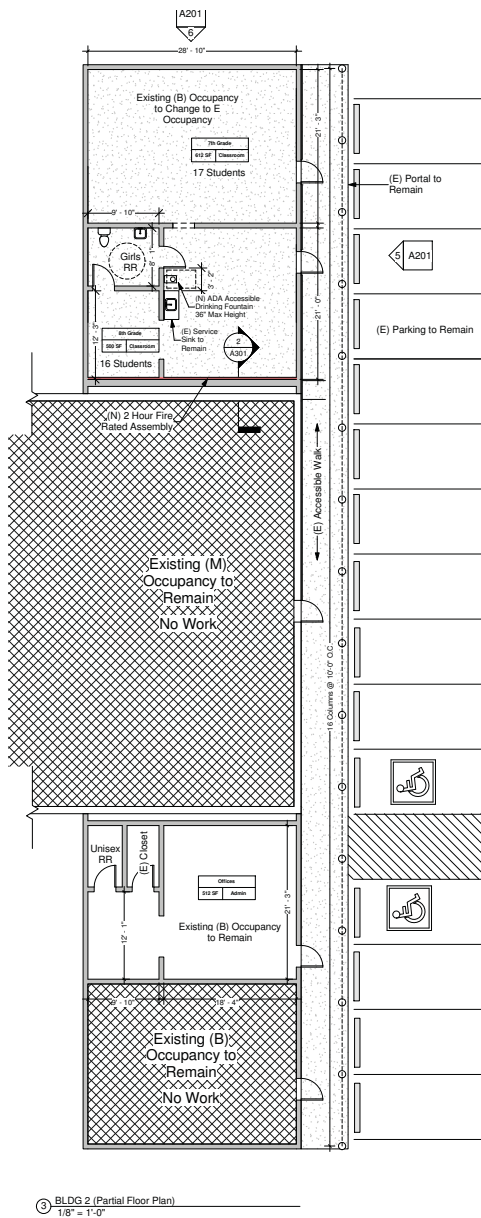 A201
6
28' - 10"
Existing (B) Occupancy
to Change to E
Occupancy
7th Grade
612 SF Classroom
17 Students
21' - 3"
(E) Portal to
Remain
9' - 10"
Girls
RR
8' - 1"
3' - 2"
5 A201
(N) ADA Accessible
Drinking Fountain
36" Max Height
(E) Service
Sink to
Remain
21' - 0"
(E) Parking to Remain
12' - 3"
8th Grade
500 SF Classroom
16 Students
2
A301
(N) 2 Hour Fire
Rated Assembly
(E) Accessible Walk
Existing (M)
Occupancy to
Remain
No Work
16 Columns @ 10'-0" O.C.
Unisex
RR
(E) Closet
Offices
512 SF Admin
21' - 3"
12' - 1"
Existing (B) Occupancy
to Remain
9' - 10"
18' - 4"
Existing (B)
Occupancy to
Remain
No Work
3 BLDG 2 (Partial Floor Plan)
1/8" = 1'-0"